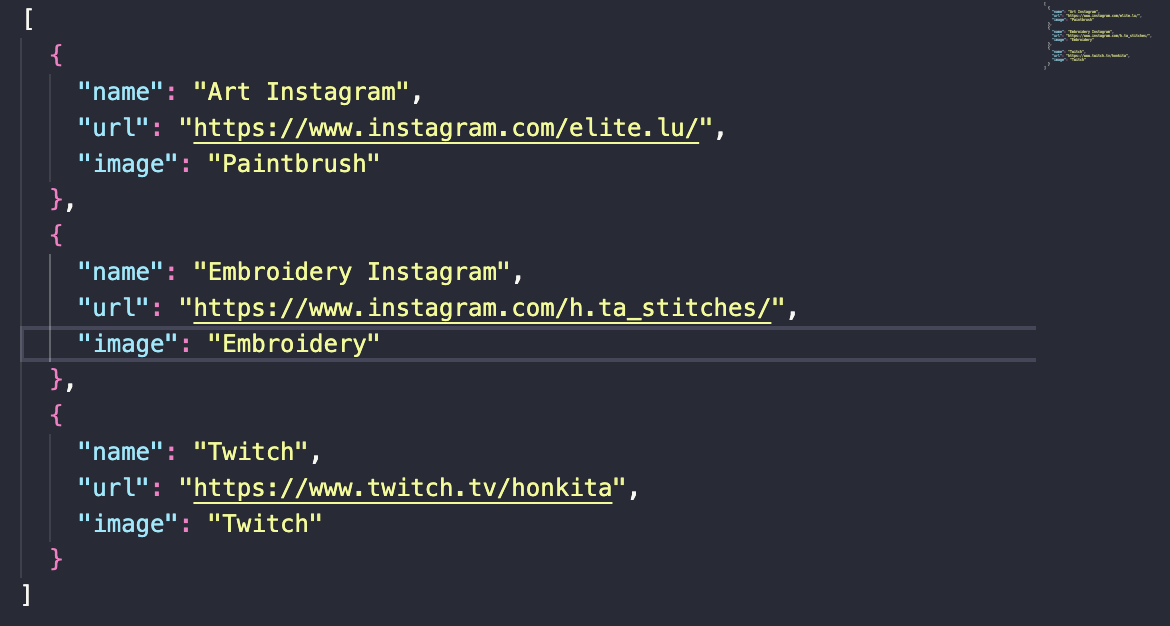 [
  {
    "name": "Art Instagram",
    "url": "https://www.instagram.com/elite.lu/",
    "image": "Paintbrush"
  },
  {
    "name": "Embroidery Instagram",
    "url": "https://www.instagram.com/h.ta_stitches/",
    "image": "Embroidery"
  },
  {
    "name": "Twitch",
    "url": "https://www.twitch.tv/honkita",
    "image": "Twitch"
  }
]